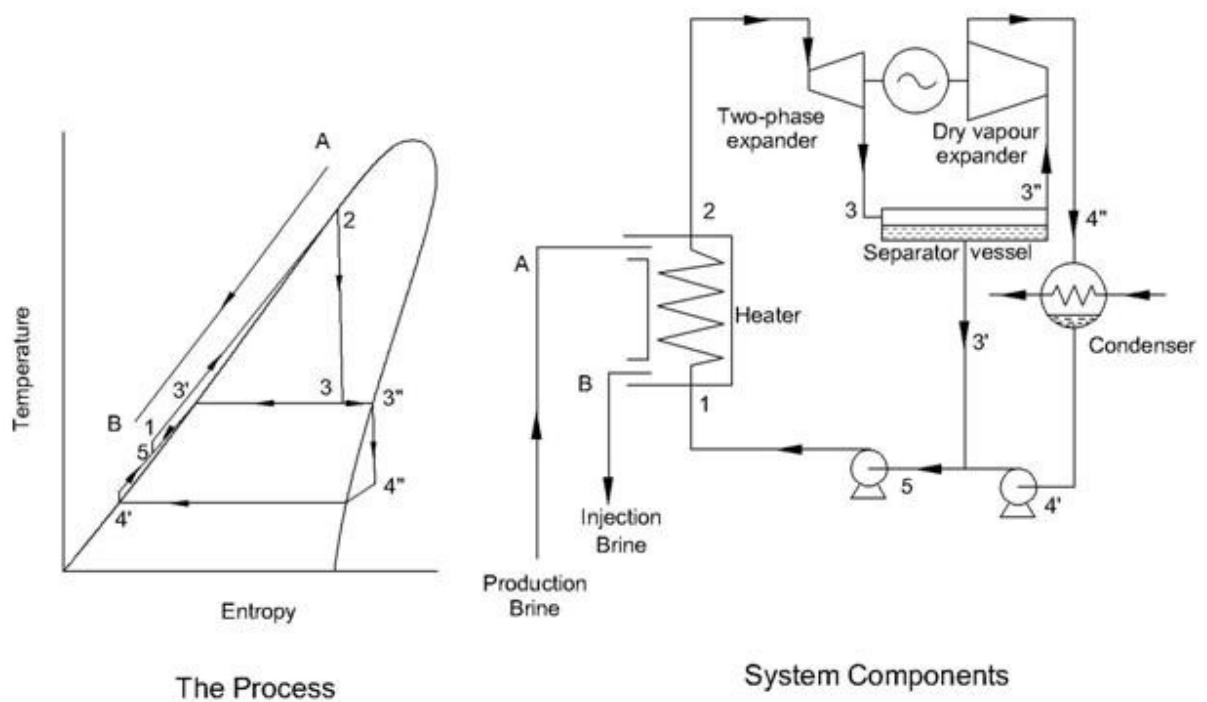 A
2
3'
3
3"
B
1
5
4"
4'
Temperature
Entropy
The Process
Two-phase
expander
Dry vapour
expander
2
3
3"
4"
Separator vessel
A
Heater
3'
Condenser
B
1
5
4'
Injection
Brine
Production
Brine
System Components